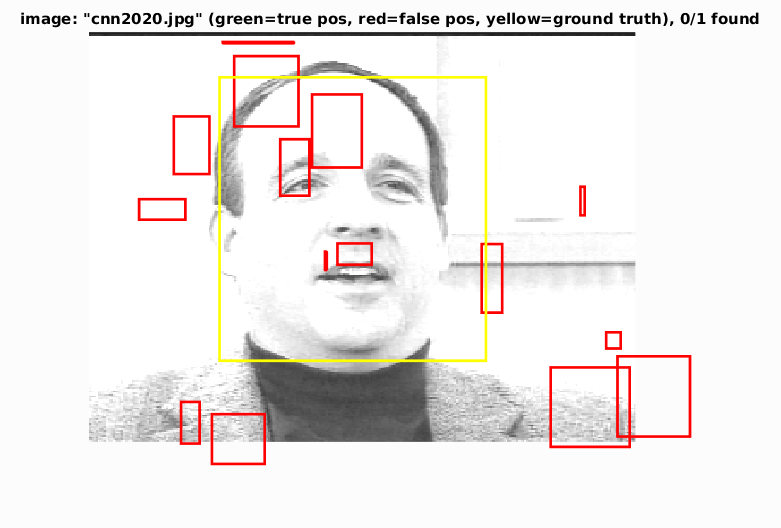 image: "cnn2020.jpg" (green=true pos, red=false pos, yellow=ground truth), 0/1 found